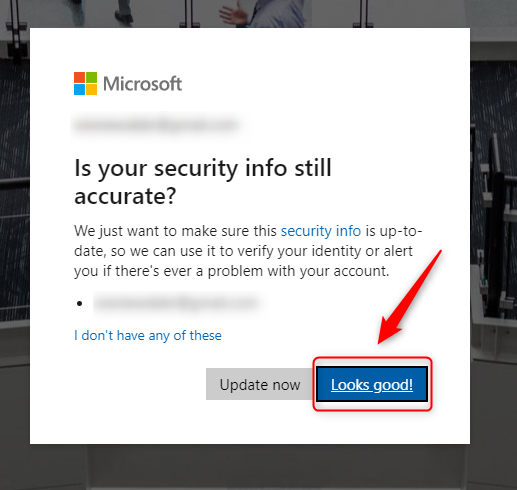 Microsoft
Is your security info still
accurate?
We just want to make sure this security info is up-to-
date, so we can use it to verify your identity or alert
you if there's ever a problem with your account.
I don't have any of these
Update now
Looks good!